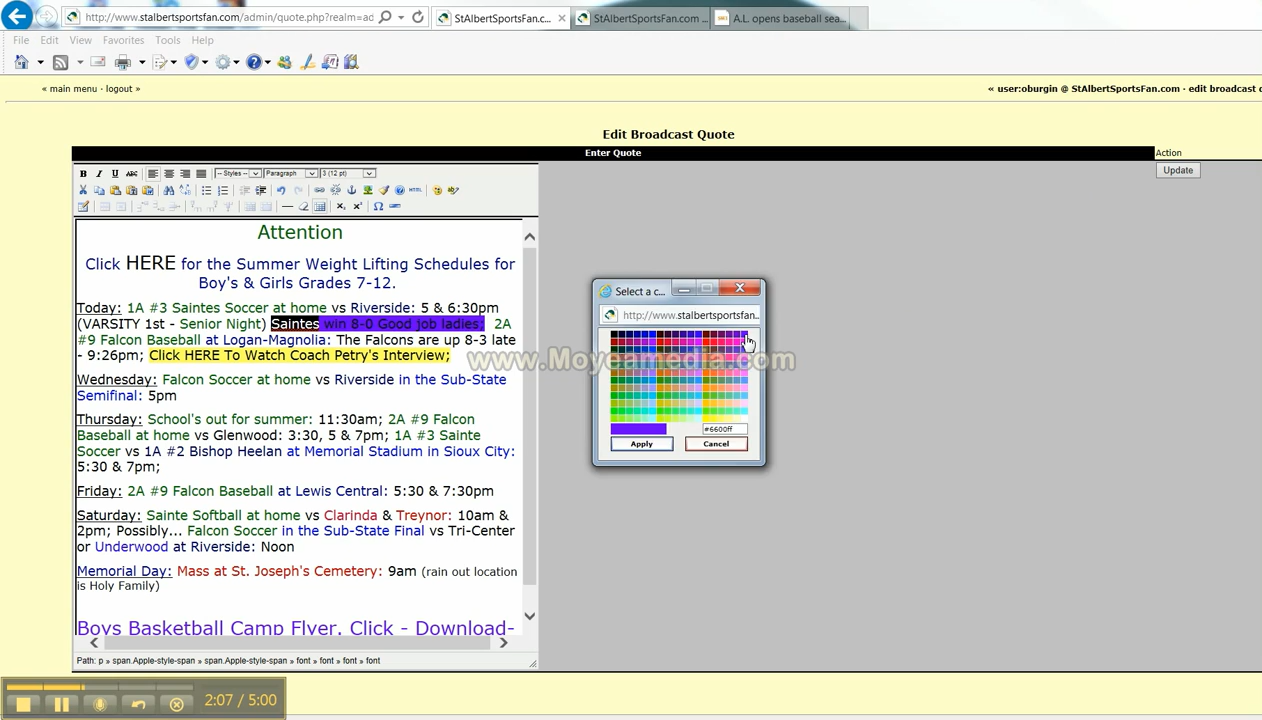 http://www.stalbertsportsfan.com/admin/quote.php?realm=ad
StAlbertSportsFan.c...
StAlbertSportsFan.com ...
A.L. opens baseball sea...
File Edit View Favorites Tools Help
« main menu · logout »
« user:oburgin @ StAlbertSportsFan.com · edit broadcast
Edit Broadcast Quote
Enter Quote
Action
Update
B I U ABC
-- Styles --
Paragraph
3 (12 pt)
HTML
Attention
Click HERE for the Summer Weight Lifting Schedules for
Boy's & Girls Grades 7-12.
Today: 1A #3 Saintes Soccer at home vs Riverside: 5 & 6:30pm
(VARSITY 1st - Senior Night) Saintes win 8-0 Good job ladies; 2A
#9 Falcon Baseball at Logan-Magnolia: The Falcons are up 8-3 late
- 9:26pm; Click HERE To Watch Coach Petry's Interview;
Wednesday: Falcon Soccer at home vs Riverside in the Sub-State
Semifinal: 5pm
Thursday: School's out for summer: 11:30am; 2A #9 Falcon
Baseball at home vs Glenwood: 3:30, 5 & 7pm; 1A #3 Sainte
Soccer vs 1A #2 Bishop Heelan at Memorial Stadium in Sioux City:
5:30 & 7pm;
Friday: 2A #9 Falcon Baseball at Lewis Central: 5:30 & 7:30pm
Saturday: Sainte Softball at home vs Clarinda & Treynor: 10am &
2pm; Possibly... Falcon Soccer in the Sub-State Final vs Tri-Center
or Underwood at Riverside: Noon
Memorial Day: Mass at St. Joseph's Cemetery: 9am (rain out location
is Holy Family)
Boys Basketball Camp Flyer. Click - Download-
Path: p » span.Apple-style-span » span.Apple-style-span » font » font » font » font
Select a c...
http://www.stalbertsportsfan..
#6600ff
Apply
Cancel
www.Moyeamedia.com
2:07 / 5:00